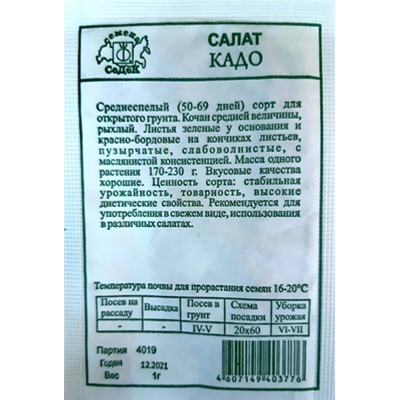 семена
СаДоК
САЛАТ
КАДО
Среднеспелый (50-69 дней) сорт для
открытого грунта. Кочан средней величины,
рыхлый. Листья зеленые у основания и
красно-бордовые на кончиках листьев,
пузырчатые, слабоволнистые, с
маслянистой консистенцией. Масса одного
растения 170-230 г. Вкусовые качества
хорошие. Ценность сорта: стабильная
урожайность, товарность, высокие
диетические свойства. Рекомендуется для
употребления в свежем виде, использования
в различных салатах.
Температура почвы для прорастания семян 16-20°С
Посев на рассаду Высадка Посев в грунт Схема посадки Уборка урожая
- - IV-V 20х60 VI-VII
Партия 4019
Годен 12.2021
Вес 1г
4 607149 403776